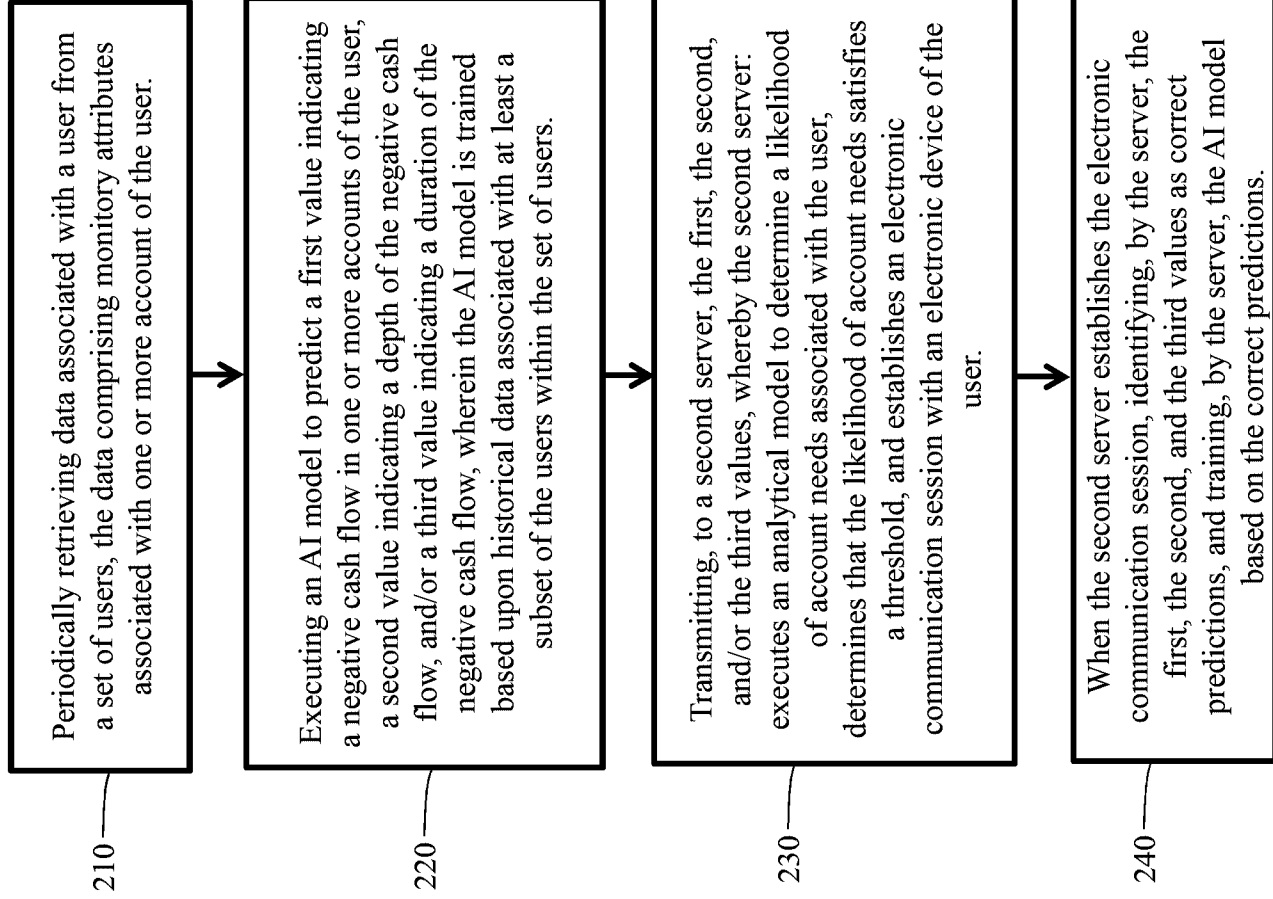 210
Periodically retrieving data associated with a user from
a set of users, the data comprising monitory attributes
associated with one or more account of the user.
220
Executing an AI model to predict a first value indicating
a negative cash flow in one or more accounts of the user,
a second value indicating a depth of the negative cash
flow, and/or a third value indicating a duration of the
negative cash flow, wherein the AI model is trained
based upon historical data associated with at least a
subset of the users within the set of users.
230
Transmitting, to a second server, the first, the second,
and/or the third values, whereby the second server:
executes an analytical model to determine a likelihood
of account needs associated with the user,
determines that the likelihood of account needs satisfies
a threshold, and establishes an electronic
communication session with an electronic device of the
user.
240
When the second server establishes the electronic
communication session, identifying, by the server, the
first, the second, and the third values as correct
predictions, and training, by the server, the AI model
based on the correct predictions.